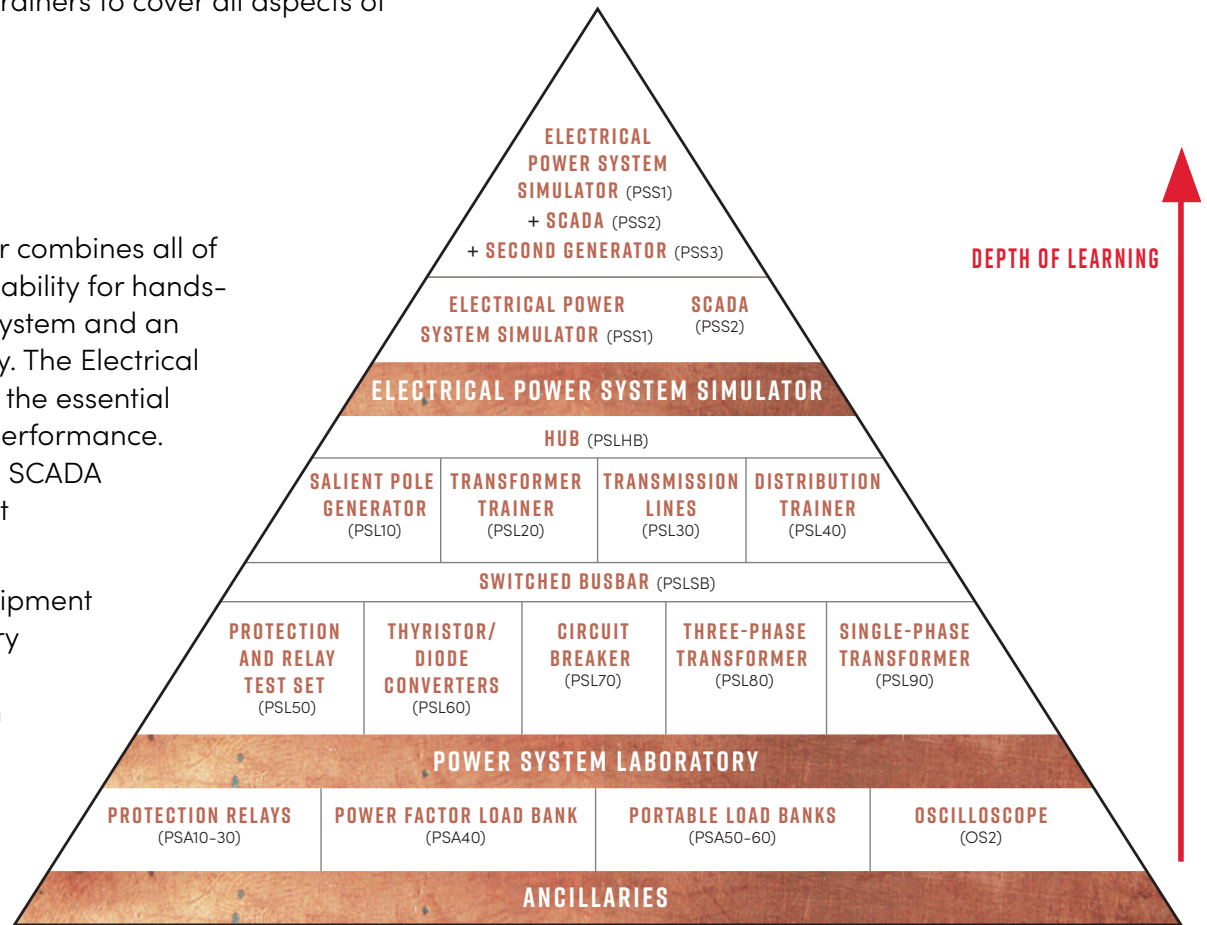 rainers to cover all aspects of
r combines all of
ability for hands-
ystem and an
y. The Electrical
the essential
erformance.
SCADA
t
ipment
ry
ELECTRICAL
POWER SYSTEM
SIMULATOR (PSS1)
+ SCADA (PSS2)
+ SECOND GENERATOR (PSS3)
DEPTH OF LEARNING
ELECTRICAL POWER
SYSTEM SIMULATOR (PSS1)
SCADA
(PSS2)
ELECTRICAL POWER SYSTEM SIMULATOR
HUB (PSLHB)
SALIENT POLE
GENERATOR
(PSL10)
TRANSFORMER
TRAINER
(PSL20)
TRANSMISSION
LINES
(PSL30)
DISTRIBUTION
TRAINER
(PSL40)
SWITCHED BUSBAR (PSLSB)
PROTECTION
AND RELAY
TEST SET
(PSL50)
THYRISTOR/
DIODE
CONVERTERS
(PSL60)
CIRCUIT
BREAKER
(PSL70)
THREE-PHASE
TRANSFORMER
(PSL80)
SINGLE-PHASE
TRANSFORMER
(PSL90)
POWER SYSTEM LABORATORY
PROTECTION RELAYS
(PSA10-30)
POWER FACTOR LOAD BANK
(PSA40)
PORTABLE LOAD BANKS
(PSA50-60)
OSCILLOSCOPE
(OS2)
ANCILLARIES